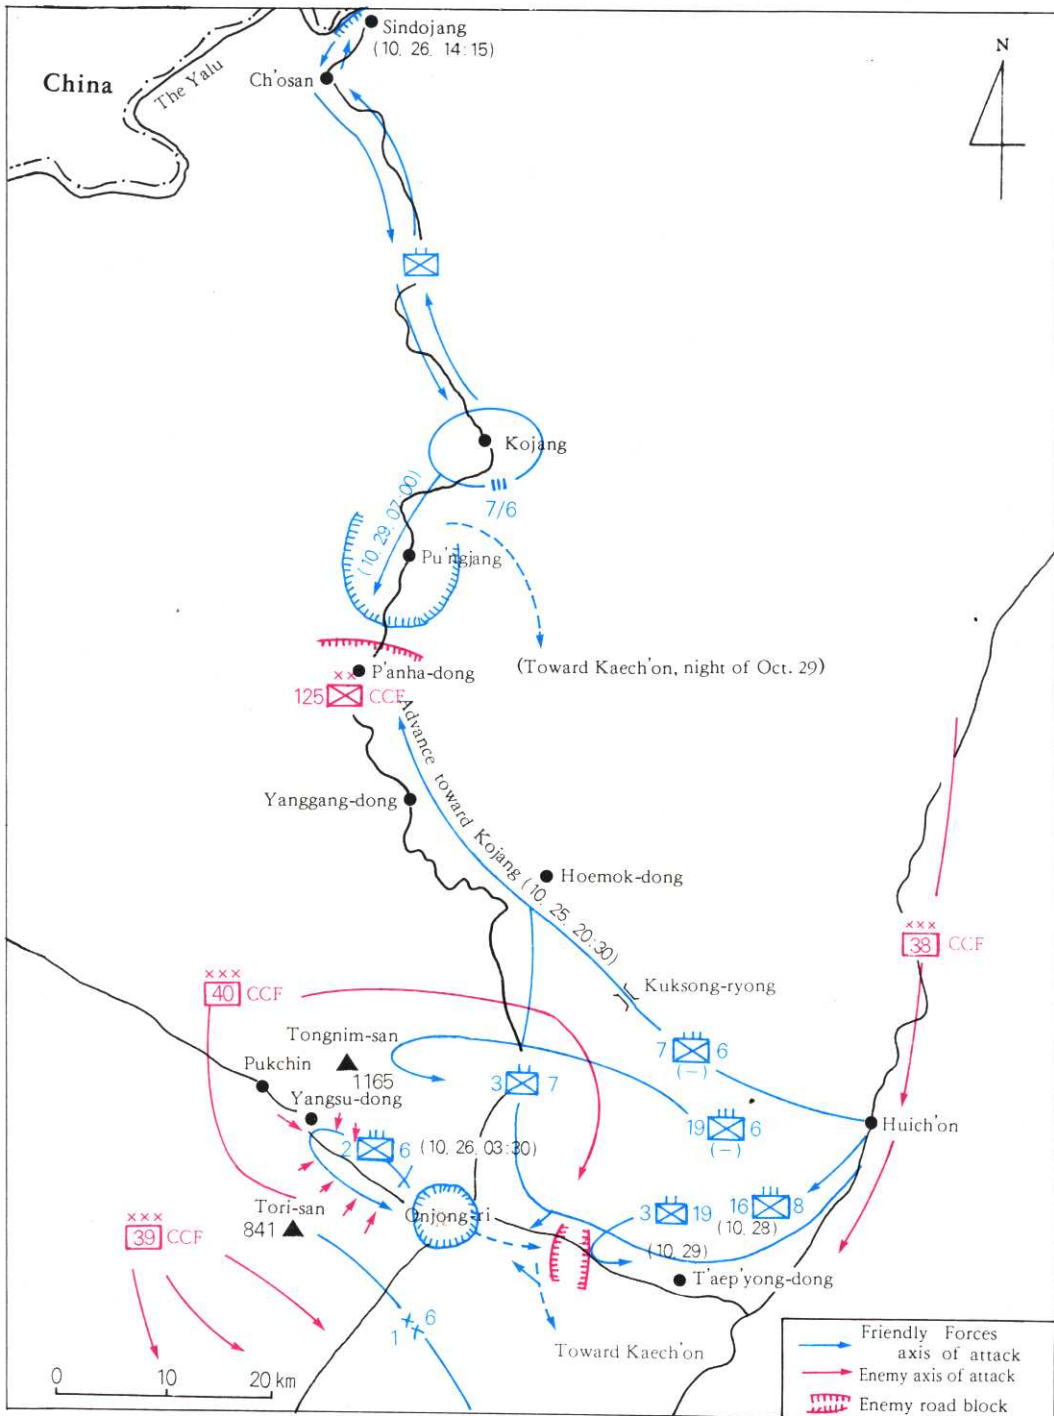 Sindojang
(10. 26. 14:15)
N
China
The Yalu
Ch'osan
Kojang
7/6
(10. 29. 07:00)
Pu'ngjang
(Toward Kaech'on, night of Oct. 29)
P'anha-dong
××
125 CCF
Advance toward Kojang (10. 25. 20:30)
Yanggang-dong
Hoemok-dong
×××
38 CCF
×××
40 CCF
Kuksong-ryong
Tongnim-san
1165
7 6
(-)
Pukchin
3 7
Yangsu-dong
19 6
(-)
Huich'on
2 6
(10. 26. 03:30)
Tori-san
841
Onjong-ri
3 19
16 8
(10. 28)
(10. 29)
×××
39 CCF
T'aep'yong-dong
1 ×× 6
Toward Kaech'on
0 10 20 km
Friendly Forces
axis of attack
Enemy axis of attack
Enemy road block